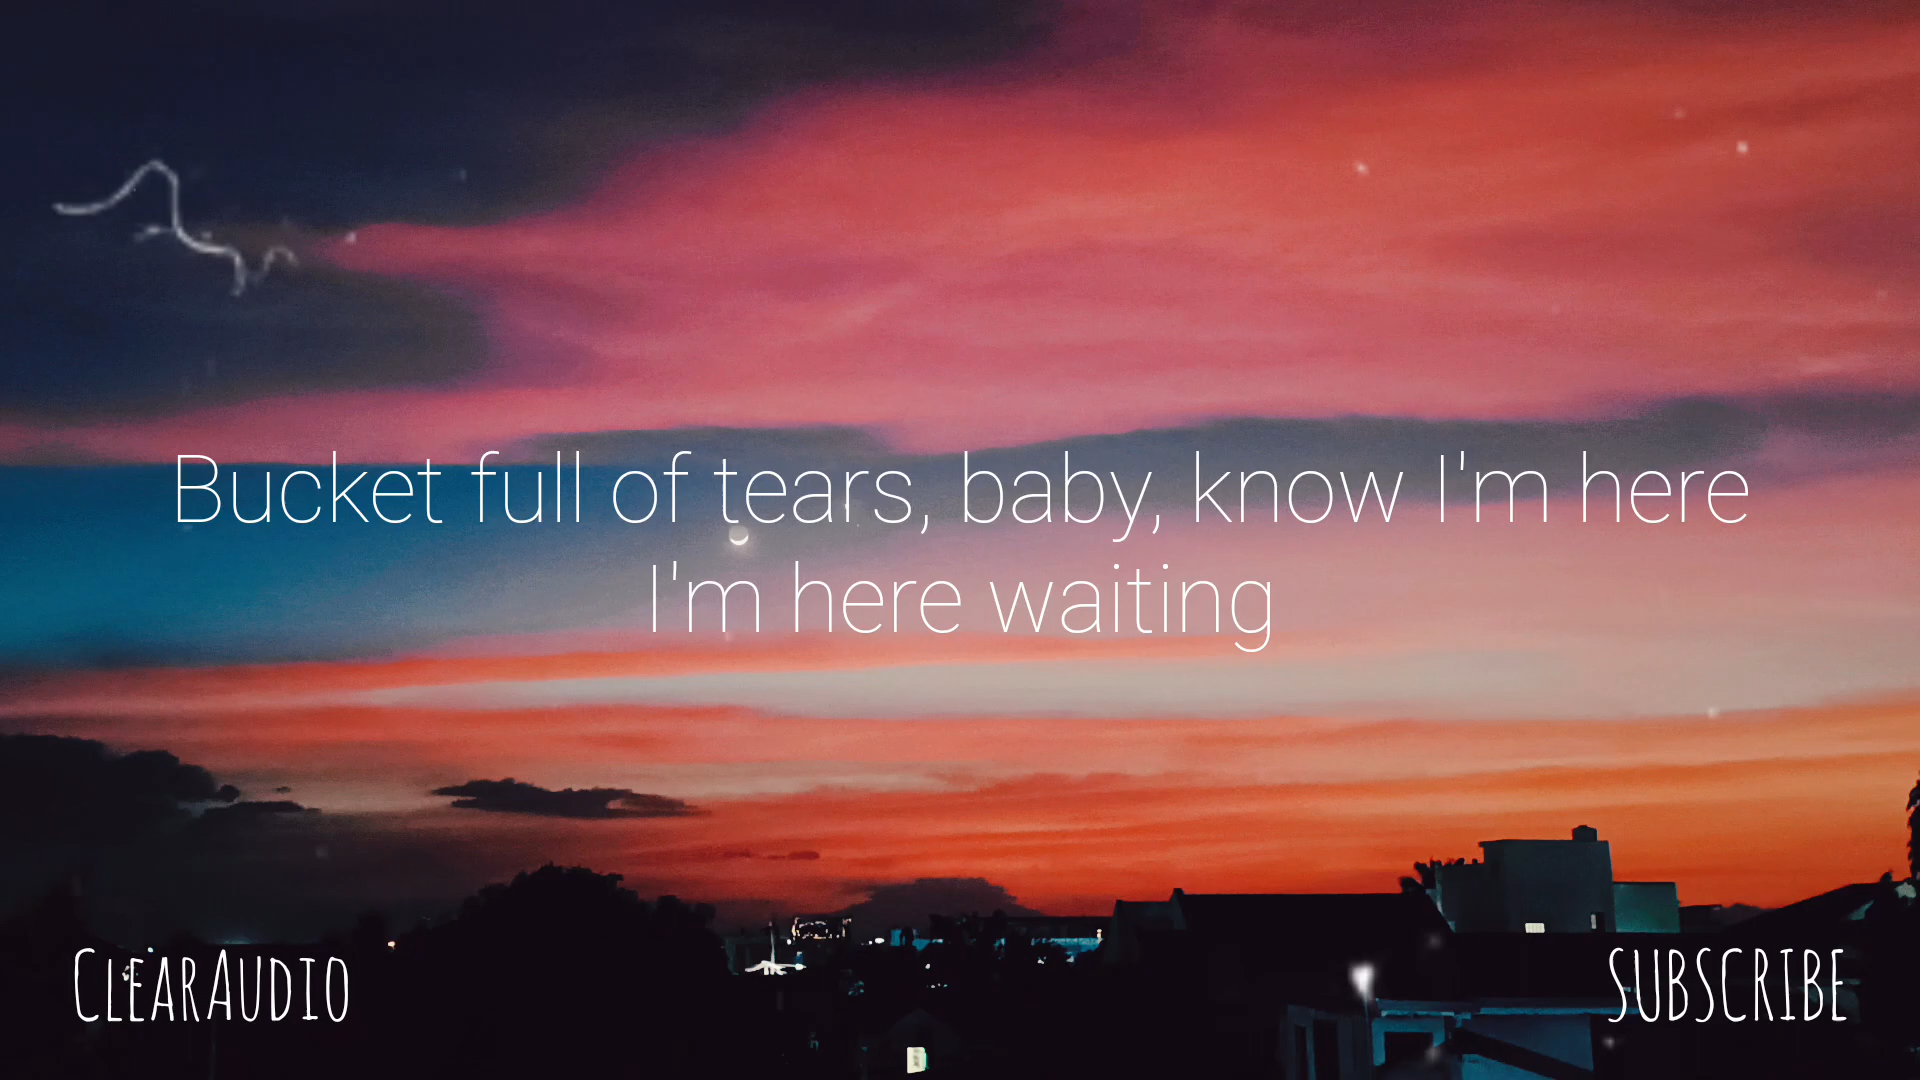 Bucket full of tears, baby, know I'm here
I'm here waiting
ClearAudio
SUBSCRIBE